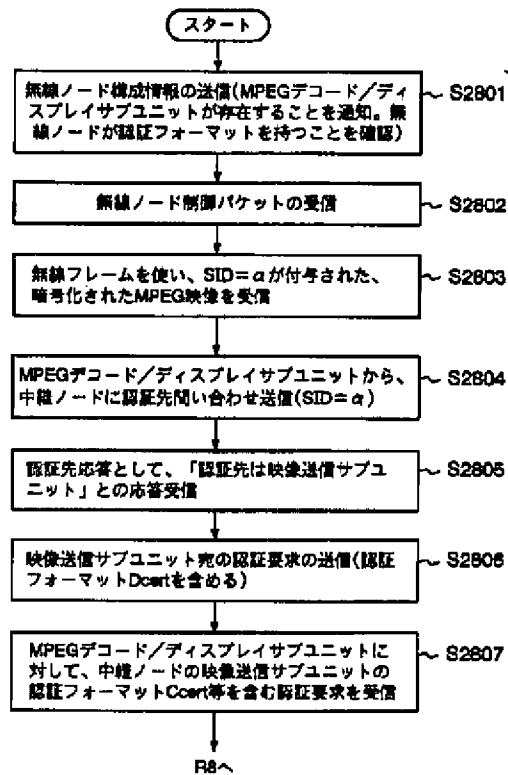 スタート
無線ノード構成情報の送信(MPEGデコード／ディ
スプレイサブユニットが存在することを通知。無
線ノードが認証フォーマットを持つことを確認)
S2801
無線ノード制御パケットの受信
S2802
無線フレームを使い、SID=αが付与された、
暗号化されたMPEG映像を受信
S2803
MPEGデコード／ディスプレイサブユニットから、
中継ノードに認証先問い合わせ送信(SID=α)
S2804
認証先応答として、「認証先は映像送信サブユ
ニット」との応答受信
S2805
映像送信サブユニット宛の認証要求の送信(認証
フォーマットDcertを含める)
S2806
MPEGデコード／ディスプレイサブユニットに
対して、中継ノードの映像送信サブユニットの
認証フォーマットCcert等を含む認証要求を受信
S2807
R8へ